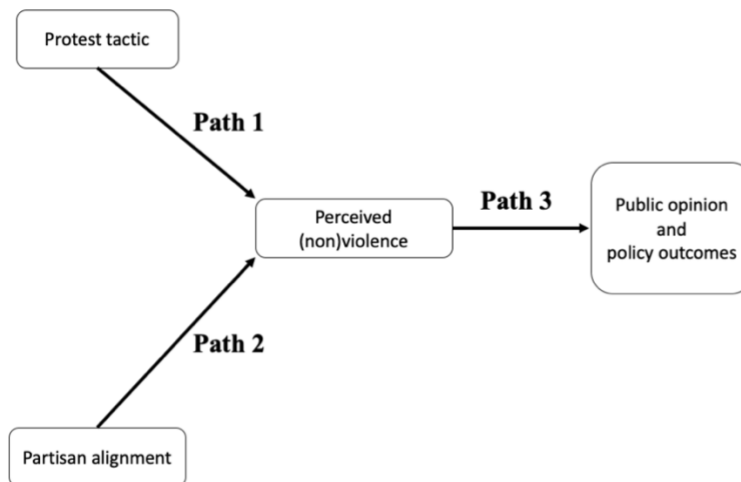 Protest tactic
Path 1
Perceived
(non)violence
Path 3
Public opinion
and
policy outcomes
Path 2
Partisan alignment